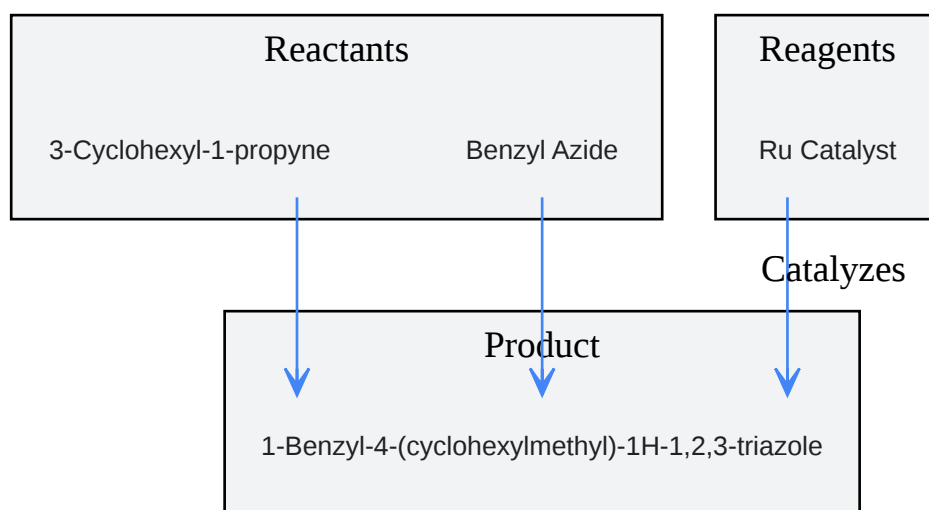 Reactants
Reagents
3-Cyclohexyl-1-propyne
Benzyl Azide
Ru Catalyst
Catalyzes
Product
1-Benzyl-4-(cyclohexylmethyl)-1H-1,2,3-triazole